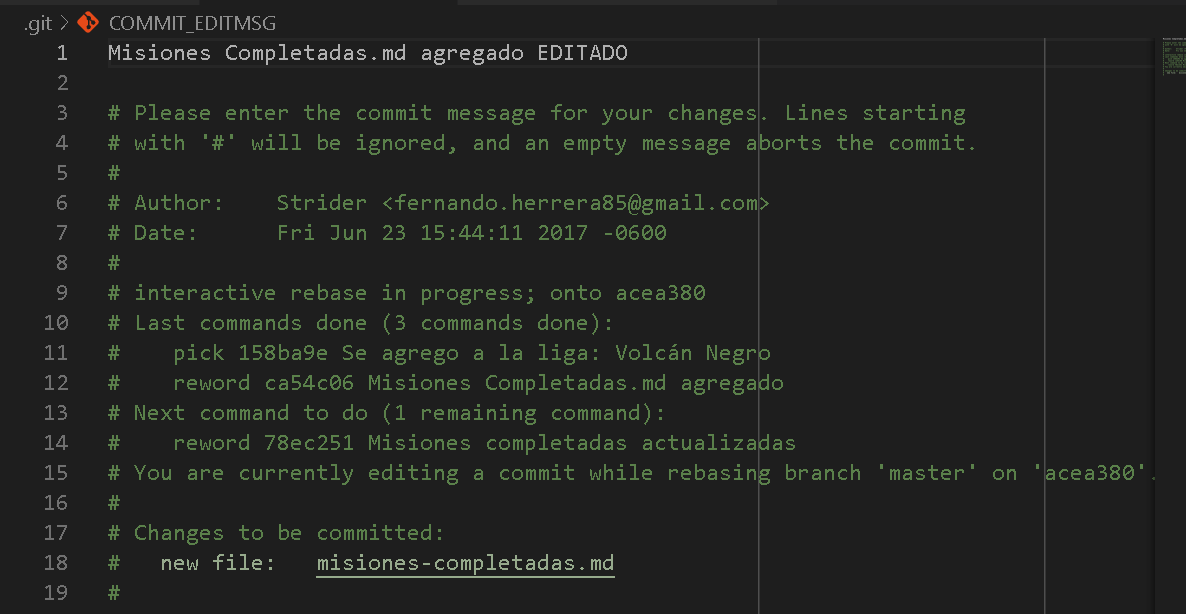 .git > COMMIT_EDITMSG
1 Misiones Completadas.md agregado EDITADO
2
3 # Please enter the commit message for your changes. Lines starting
4 # with '#' will be ignored, and an empty message aborts the commit.
5 #
6 # Author:    Strider <fernando.herrera85@gmail.com>
7 # Date:      Fri Jun 23 15:44:11 2017 -0600
8 #
9 # interactive rebase in progress; onto acea380
10 # Last commands done (3 commands done):
11 #    pick 158ba9e Se agrego a la liga: Volcán Negro
12 #    reword ca54c06 Misiones Completadas.md agregado
13 # Next command to do (1 remaining command):
14 #    reword 78ec251 Misiones completadas actualizadas
15 # You are currently editing a commit while rebasing branch 'master' on 'acea380'.
16 #
17 # Changes to be committed:
18 #   new file:   misiones-completadas.md
19 #